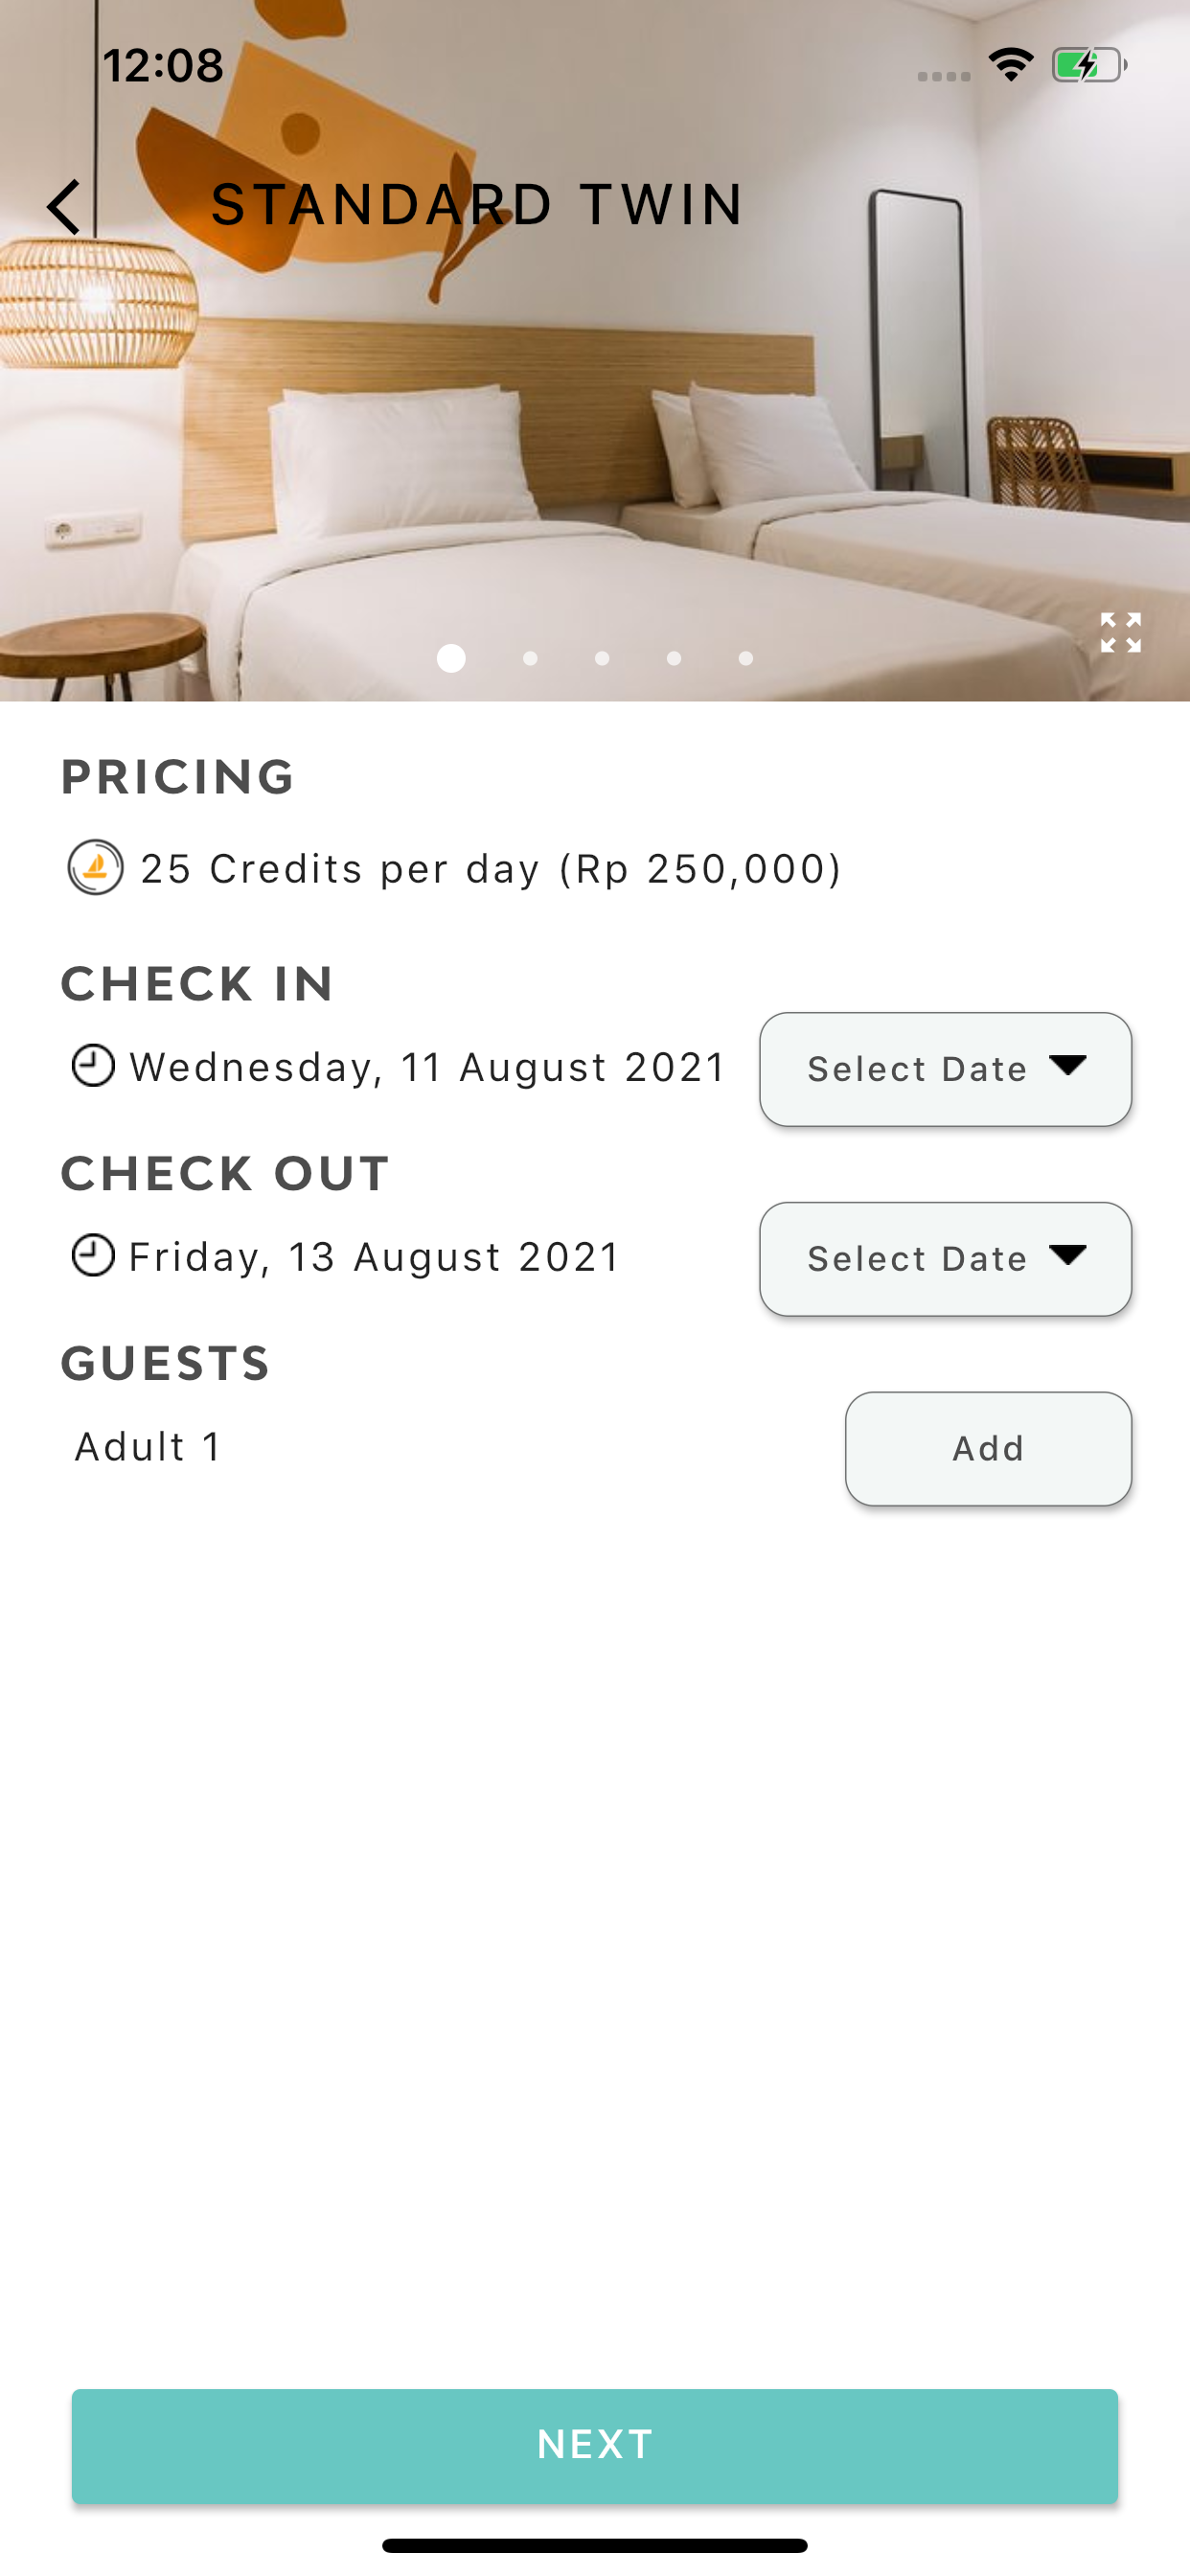 12:08
STANDARD TWIN
PRICING
25 Credits per day (Rp 250,000)
CHECK IN
Wednesday, 11 August 2021
Select Date
CHECK OUT
Friday, 13 August 2021
Select Date
GUESTS
Adult 1
Add
NEXT